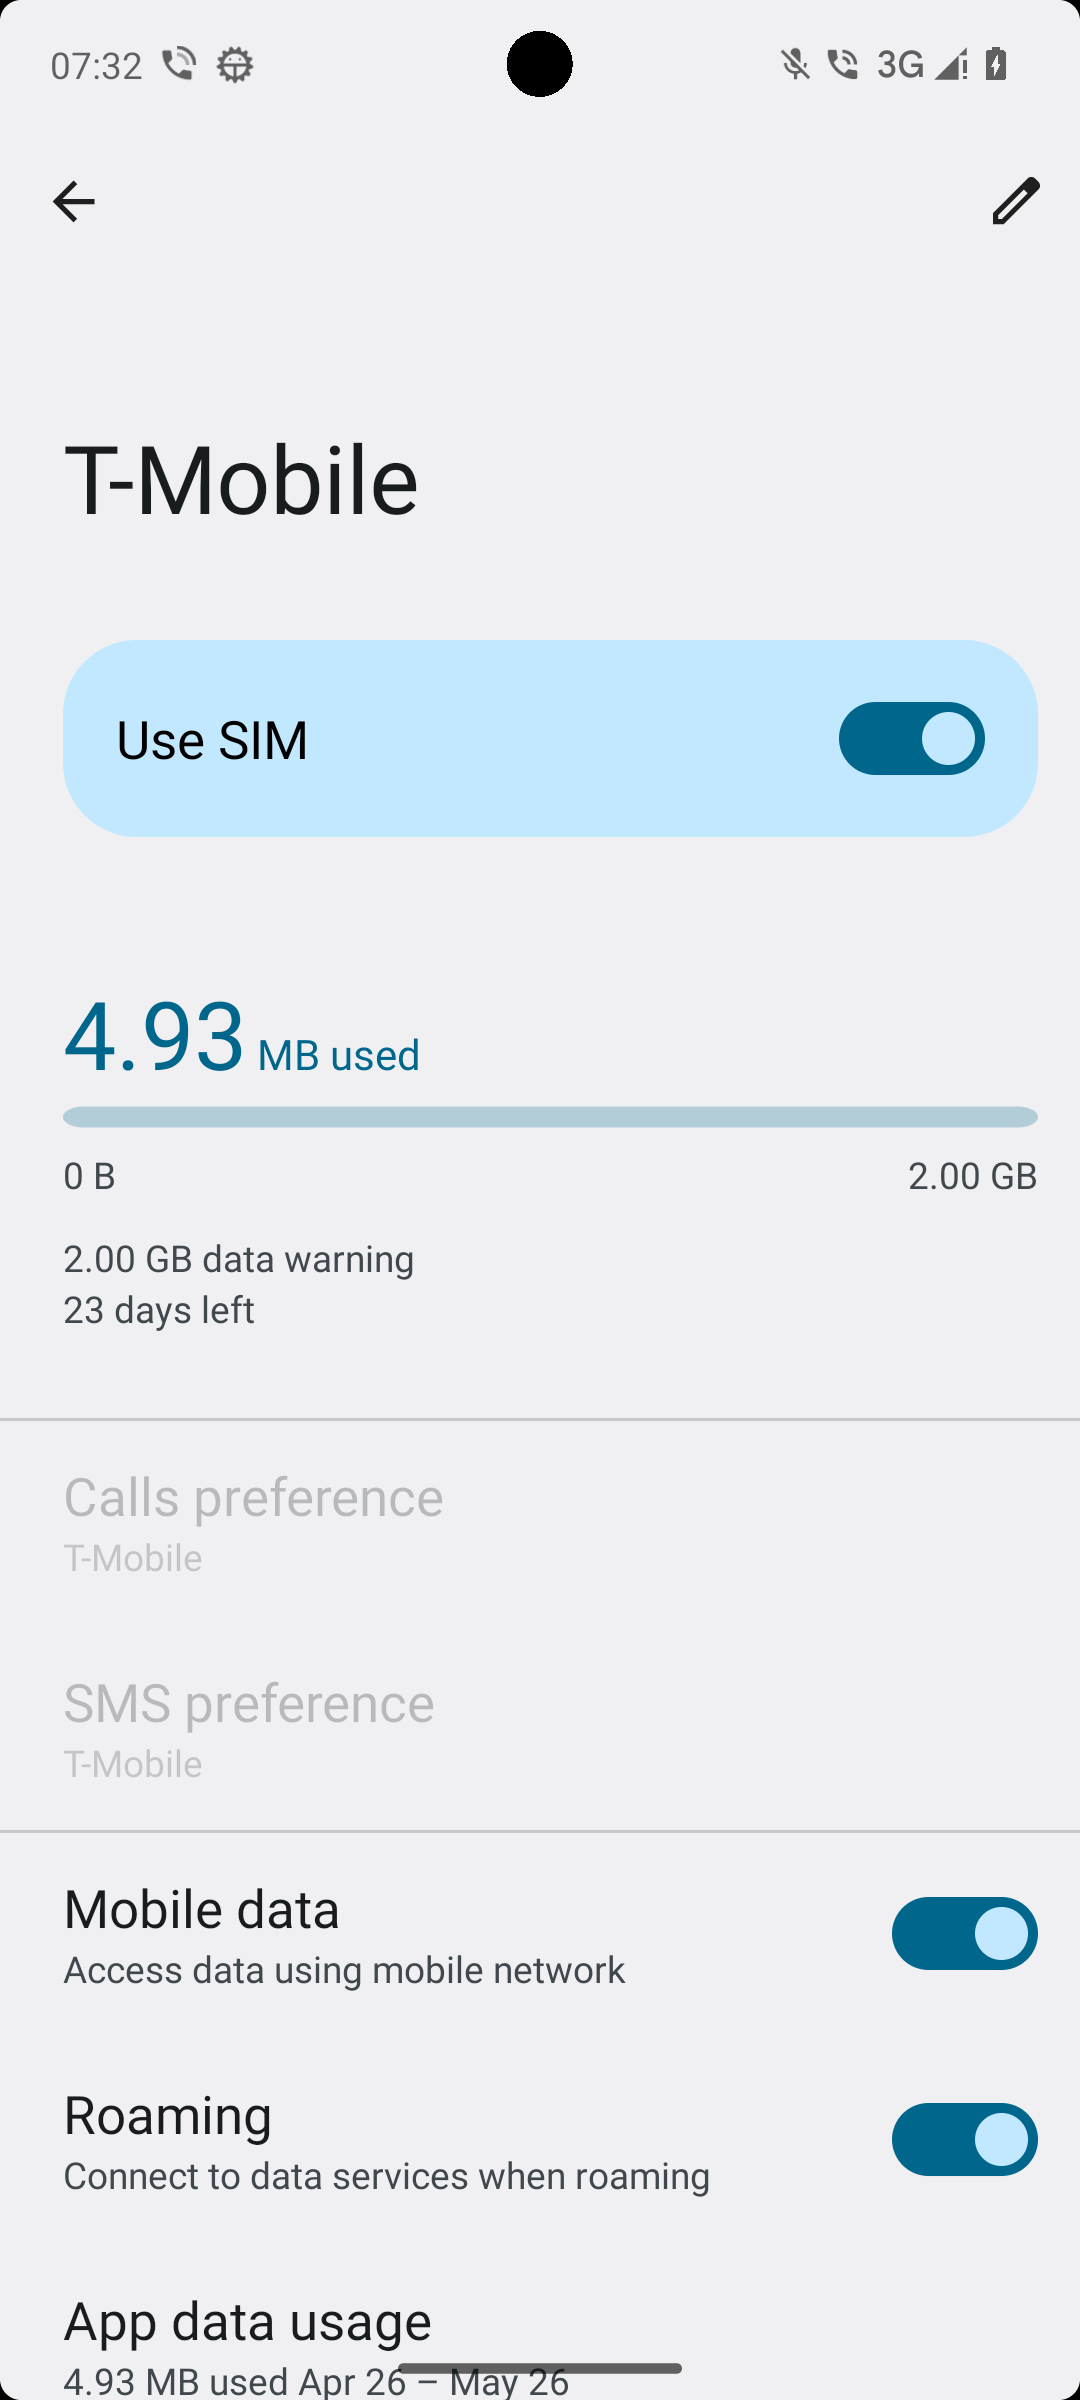 07:32
3G
T-Mobile
Use SIM
4.93 MB used
0 B
2.00 GB
2.00 GB data warning
23 days left
Calls preference
T-Mobile
SMS preference
T-Mobile
Mobile data
Access data using mobile network
Roaming
Connect to data services when roaming
App data usage
4.93 MB used Apr 26 – May 26